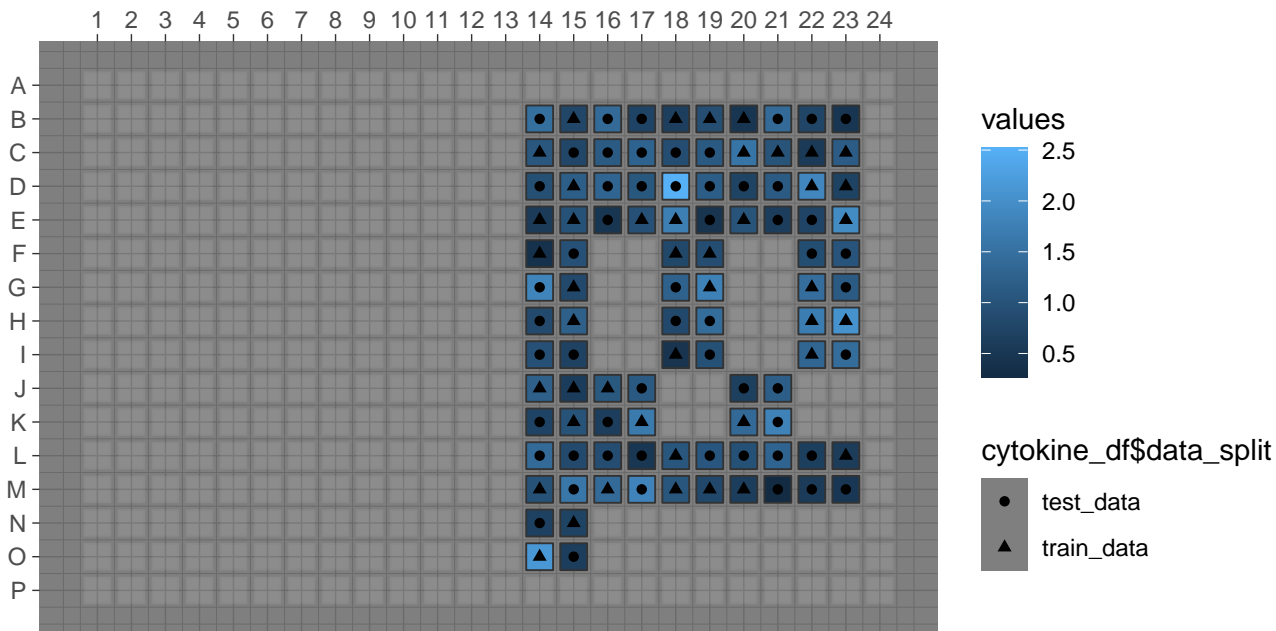 1 2 3 4 5 6 7 8 9 10 11 12 13 14 15 16 17 18 19 20 21 22 23 24
A
B
C
D
E
F
G
H
I
J
K
L
M
N
O
P
values
2.5
2.0
1.5
1.0
0.5
cytokine_df$data_split
test_data
train_data